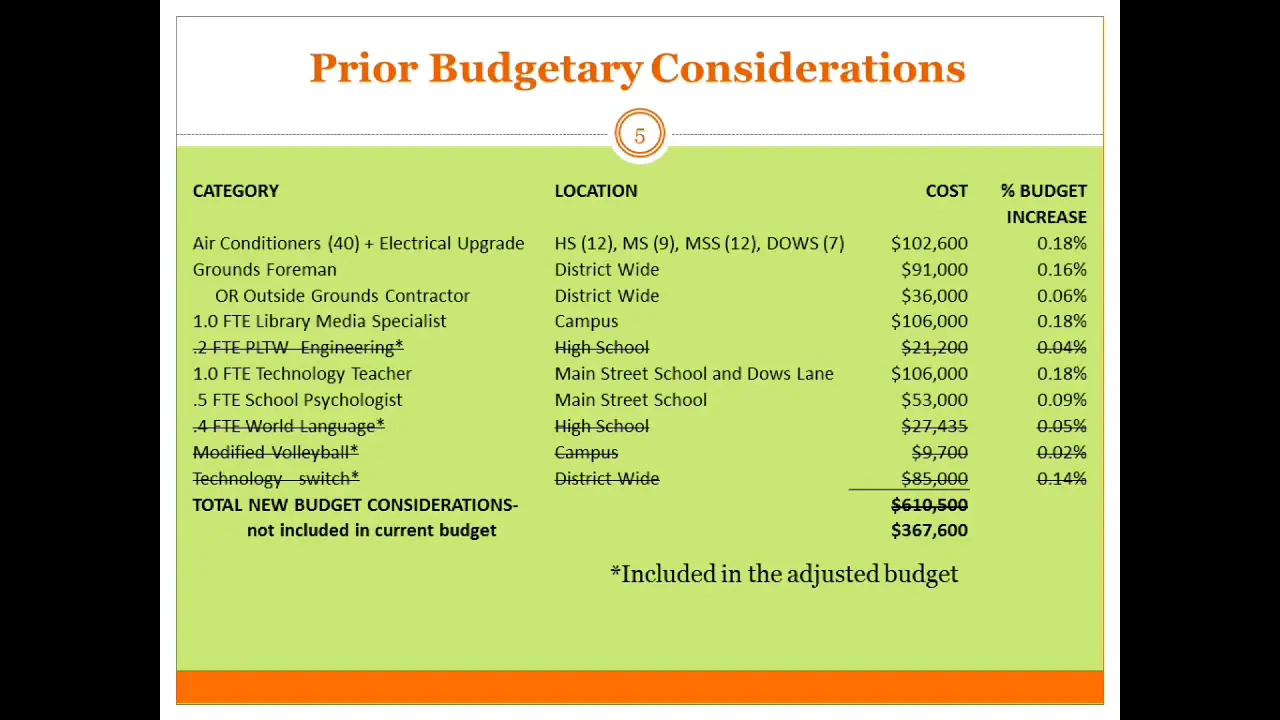 Prior Budgetary Considerations
5
CATEGORY LOCATION COST % BUDGET
INCREASE
Air Conditioners (40) + Electrical Upgrade HS (12), MS (9), MSS (12), DOWS (7) $102,600 0.18%
Grounds Foreman District Wide $91,000 0.16%
OR Outside Grounds Contractor District Wide $36,000 0.06%
1.0 FTE Library Media Specialist Campus $106,000 0.18%
.2 FTE PLTW Engineering* High School $21,200 0.04%
1.0 FTE Technology Teacher Main Street School and Dows Lane $106,000 0.18%
.5 FTE School Psychologist Main Street School $53,000 0.09%
.4 FTE World Language* High School $27,435 0.05%
Modified Volleyball* Campus $9,700 0.02%
Technology switch* District Wide $85,000 0.14%
TOTAL NEW BUDGET CONSIDERATIONS- $610,500
not included in current budget $367,600
*Included in the adjusted budget